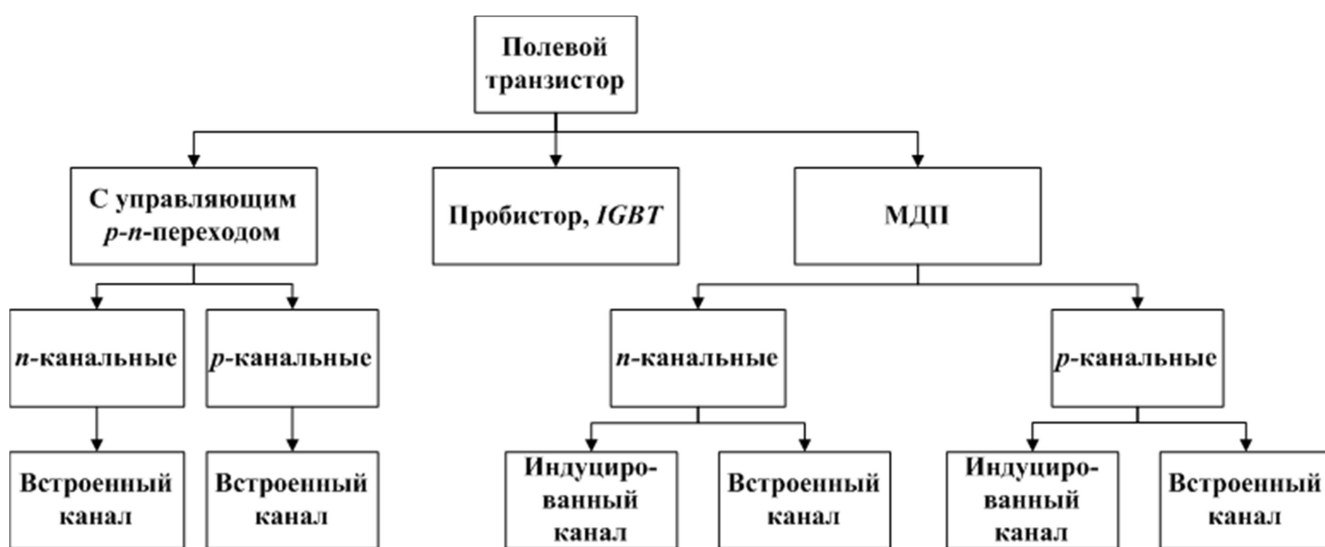 Полевой
транзистор
С управляющим
p-n-переходом
Пробистор, IGBT
МДП
n-канальные
p-канальные
n-канальные
p-канальные
Встроенный
канал
Встроенный
канал
Индуциро-
ванный
канал
Встроенный
канал
Индуциро-
ванный
канал
Встроенный
канал